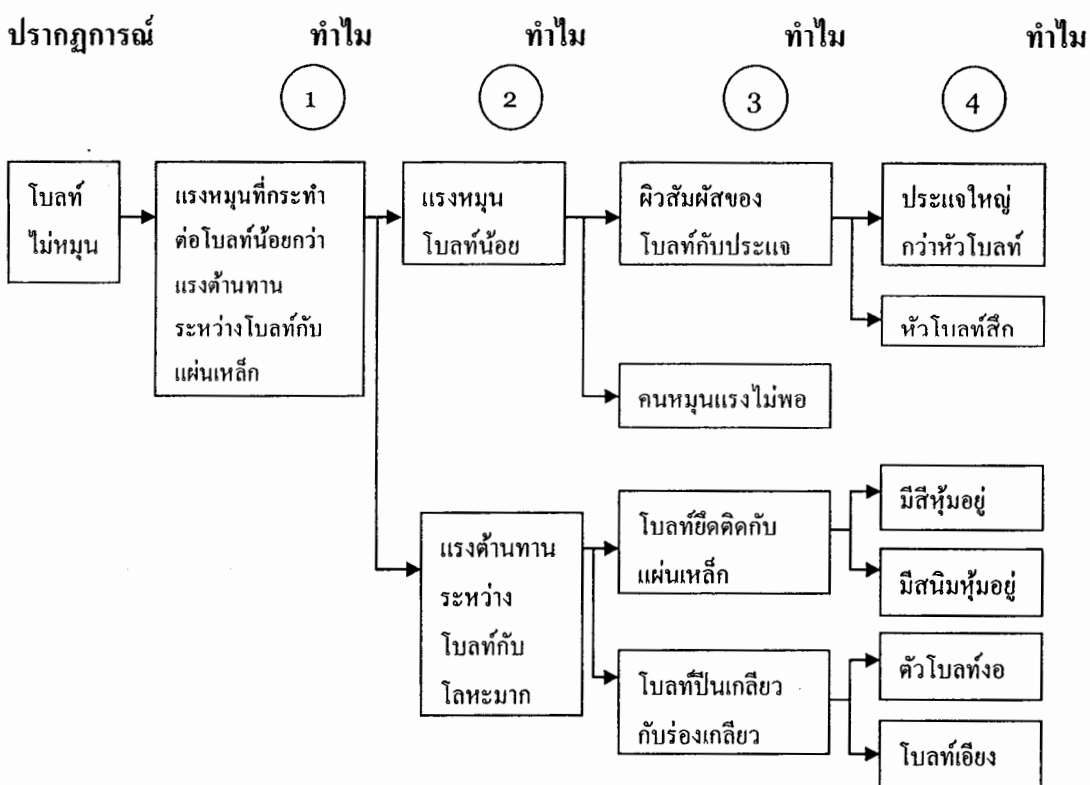 ปรากฏการณ์ ทำไม ทำไม ทำไม ทำไม
1 2 3 4
โบลท์
ไม่หมุน
แรงหมุนที่กระทำ
ต่อโบลท์น้อยกว่า
แรงต้านทาน
ระหว่างโบลท์กับ
แผ่นเหล็ก
แรงหมุน
โบลท์น้อย
ผิวสัมผัสของ
โบลท์กับประแจ
ประแจใหญ่
กว่าหัวโบลท์
หัวโบลท์สึก
คนหมุนแรงไม่พอ
แรงต้านทาน
ระหว่าง
โบลท์กับ
โลหะมาก
โบลท์ยึดติดกับ
แผ่นเหล็ก
มีสีหุ้มอยู่
มีสนิมหุ้มอยู่
โบลท์ปีนเกลียว
กับร่องเกลียว
ตัวโบลท์งอ
โบลท์เอียง